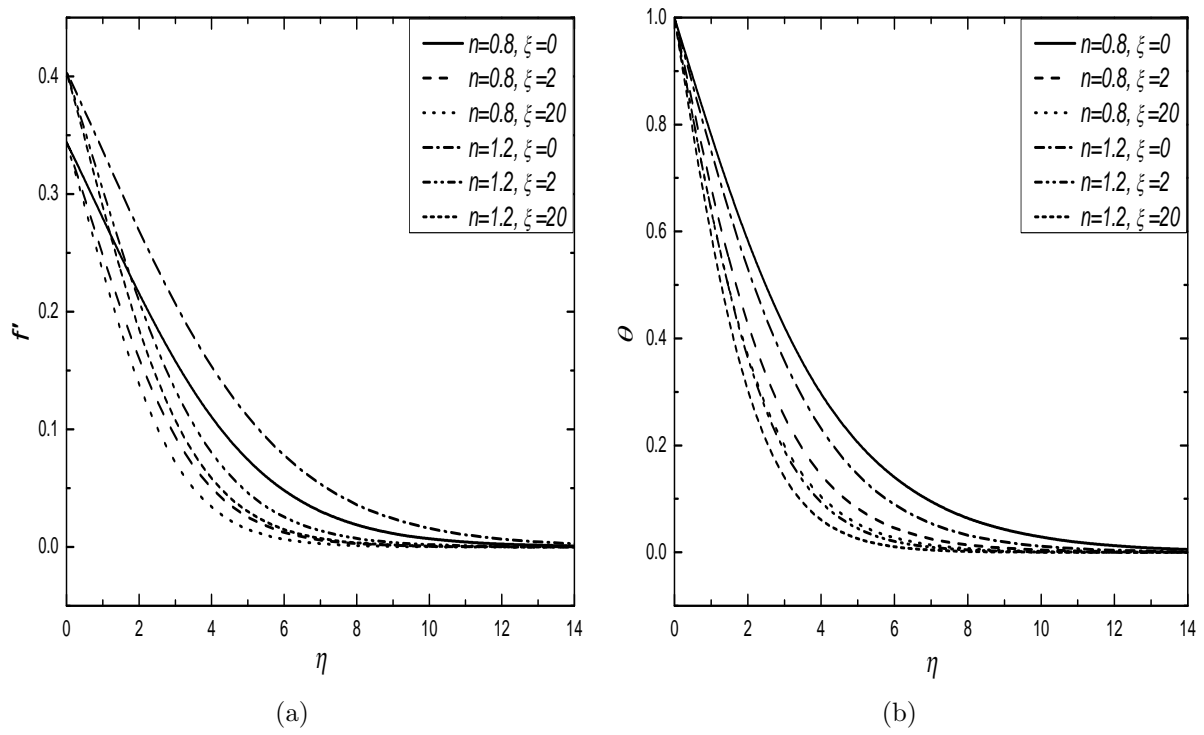 n=0.8, ξ=0
n=0.8, ξ=2
n=0.8, ξ=20
n=1.2, ξ=0
n=1.2, ξ=2
n=1.2, ξ=20
0.4
0.3
0.2
0.1
0.0
f'
0 2 4 6 8 10 12 14
η
(a)
n=0.8, ξ=0
n=0.8, ξ=2
n=0.8, ξ=20
n=1.2, ξ=0
n=1.2, ξ=2
n=1.2, ξ=20
1.0
0.8
0.6
0.4
0.2
0.0
θ
0 2 4 6 8 10 12 14
η
(b)